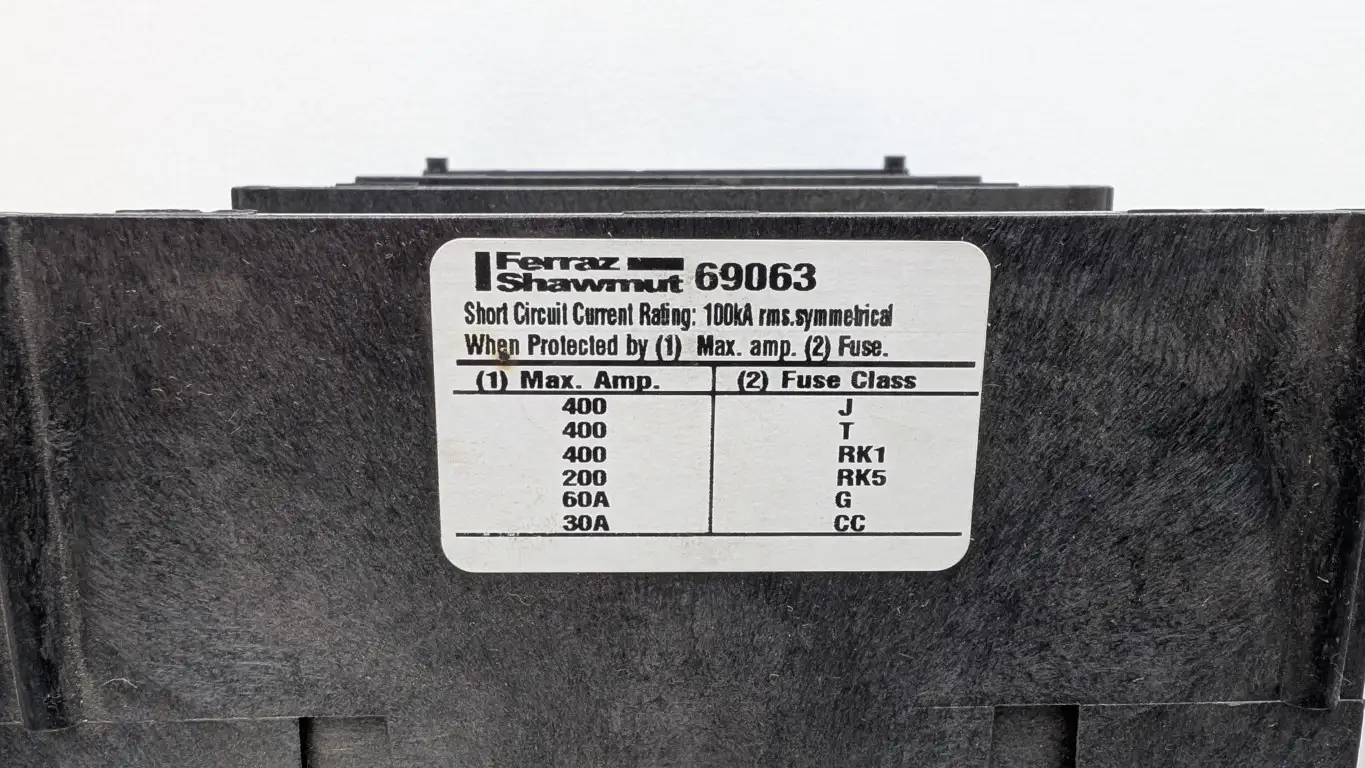 Ferraz
Shawmut 69063
Short Circuit Current Rating: 100kA rms.symmetrical
When Protected by (1) Max. amp. (2) Fuse.
(1) Max. Amp. (2) Fuse Class
400 J
400 T
400 RK1
200 RK5
60A G
30A CC